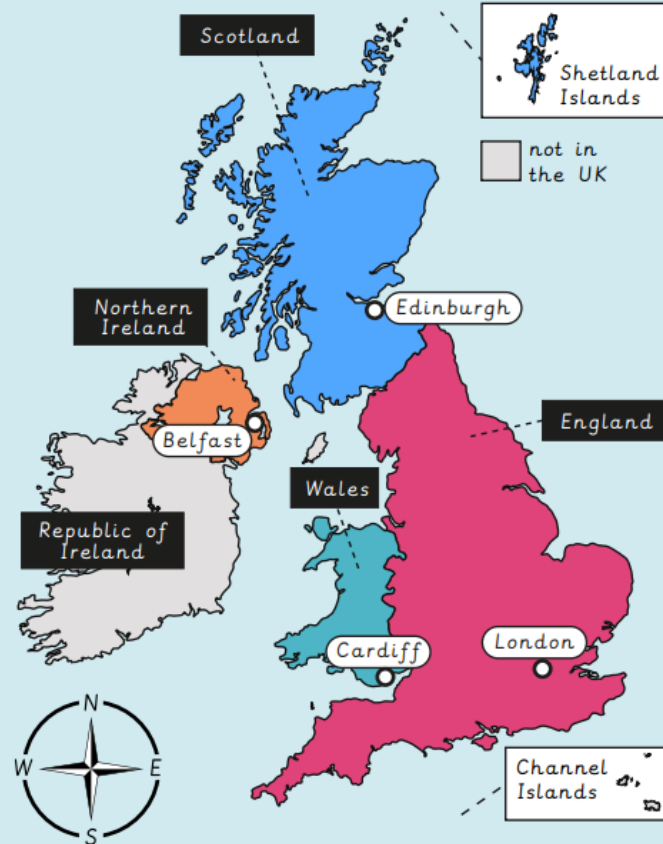 Scotland
Shetland
Islands
not in
the UK
Northern
Ireland
Edinburgh
England
Belfast
Wales
Republic of
Ireland
Cardiff
London
N
W
E
S
Channel
Islands